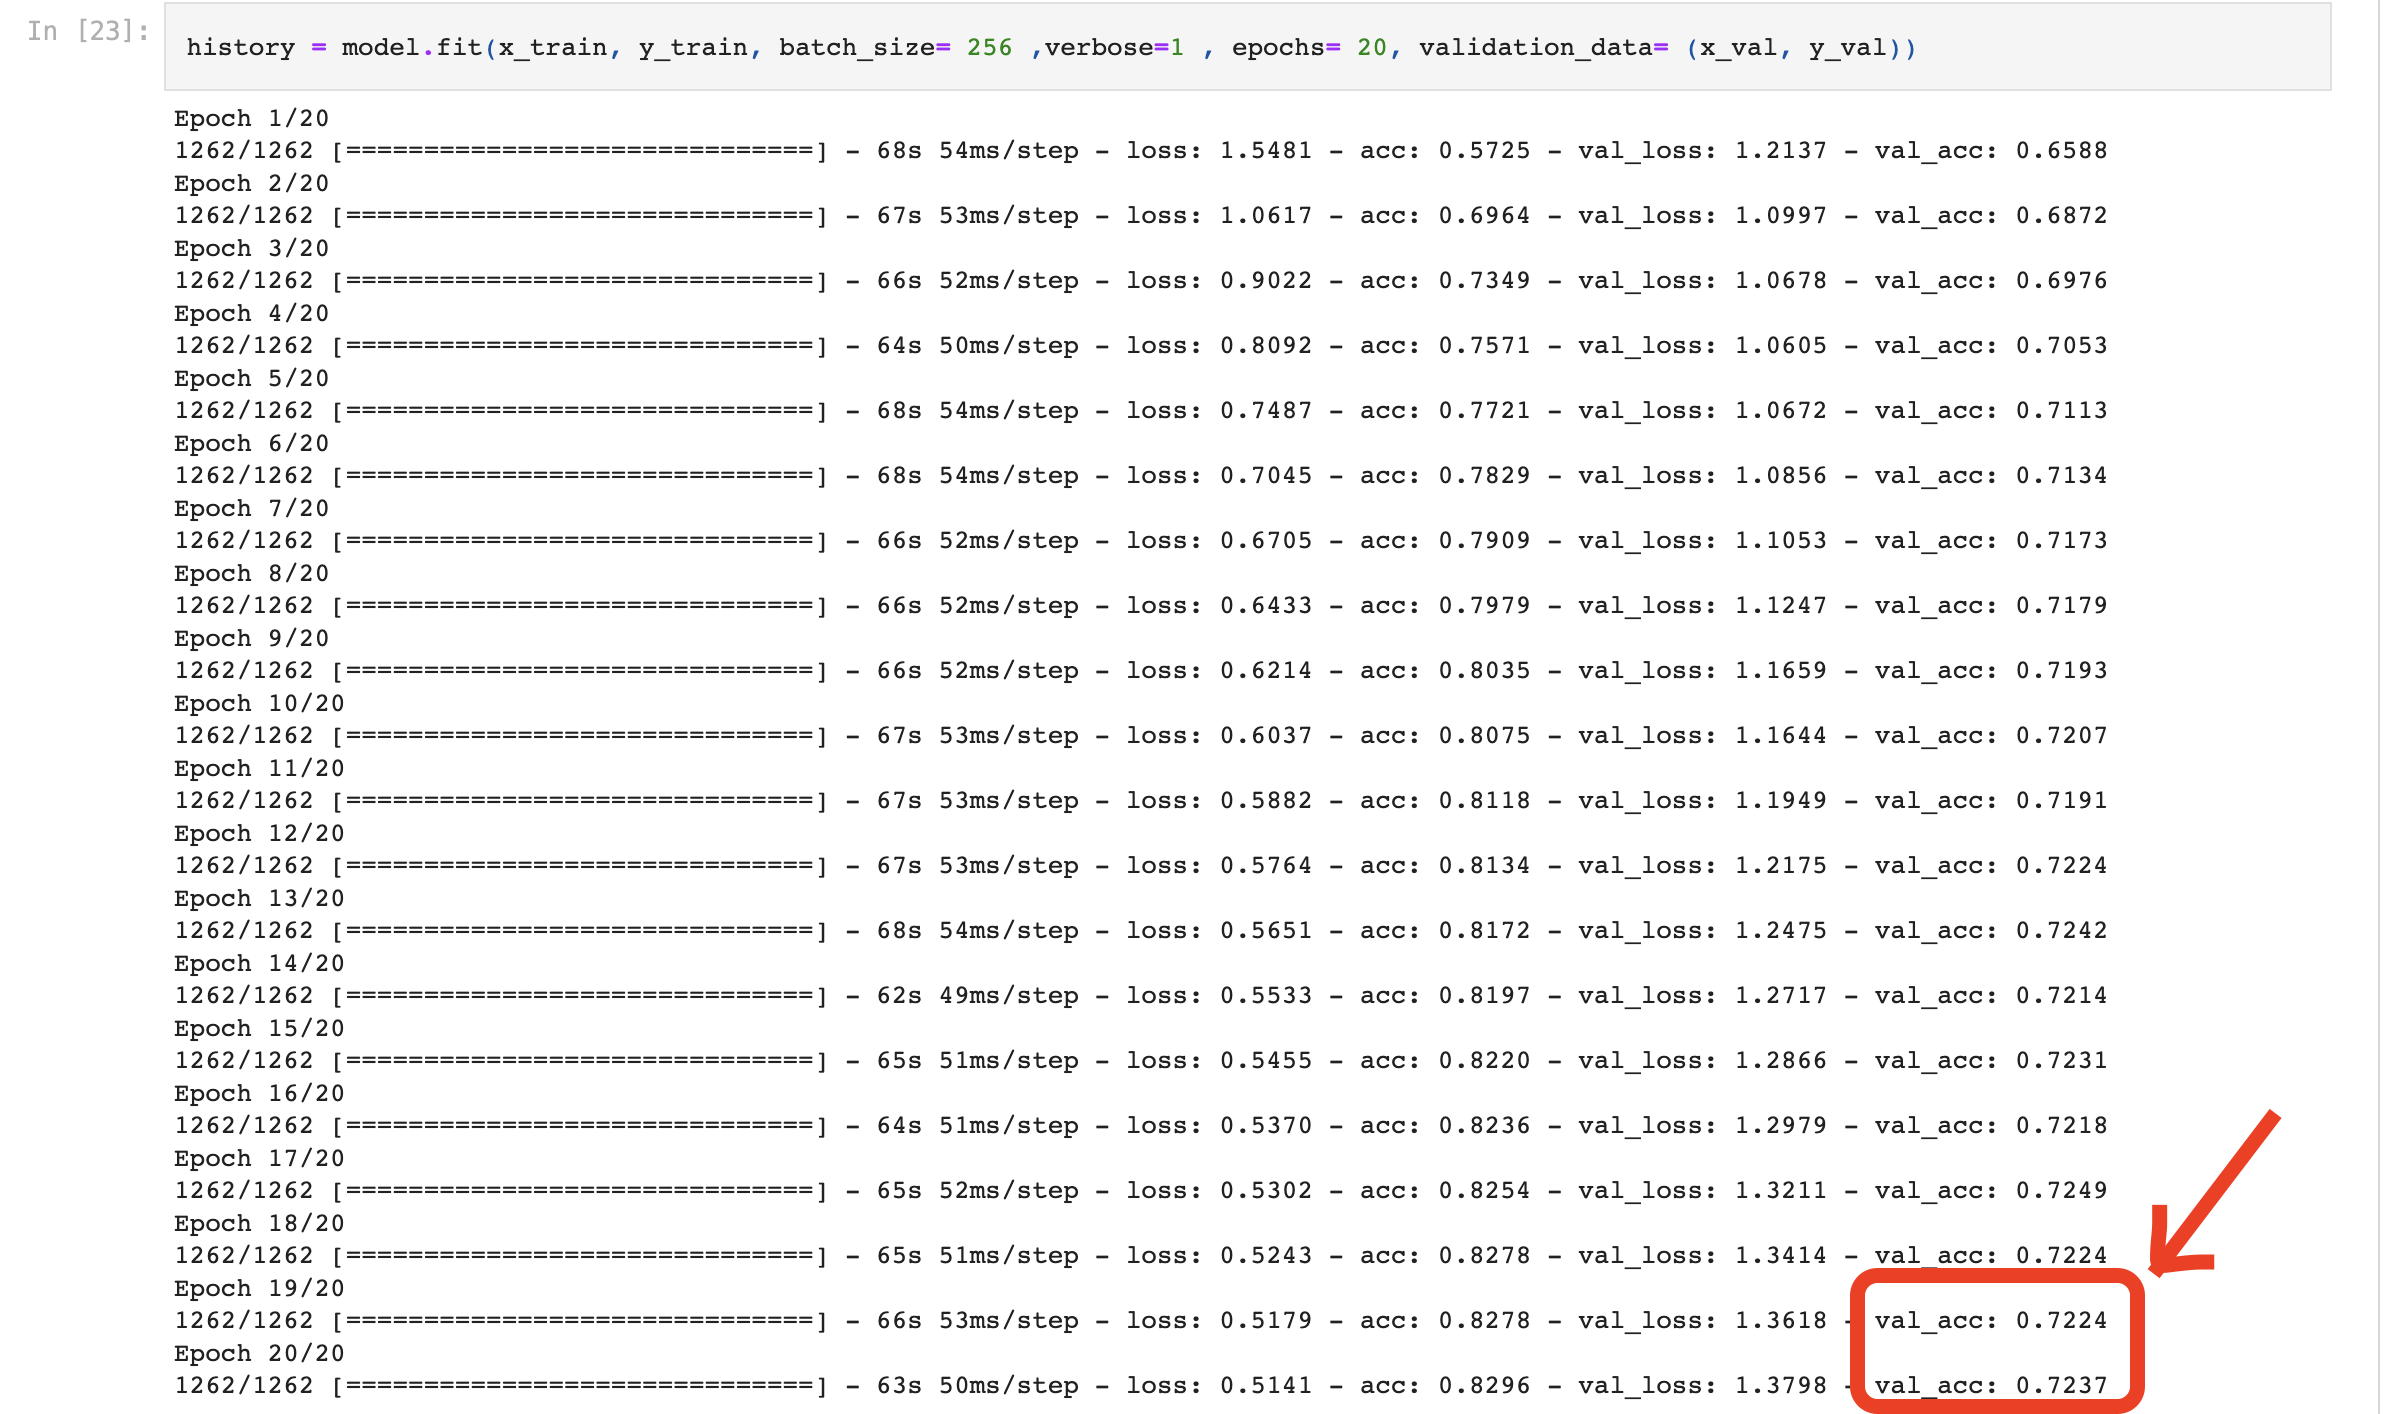 In [23]:
history = model.fit(x_train, y_train, batch_size= 256 ,verbose=1 , epochs= 20, validation_data= (x_val, y_val))
Epoch 1/20
1262/1262 [==============================] - 68s 54ms/step - loss: 1.5481 - acc: 0.5725 - val_loss: 1.2137 - val_acc: 0.6588
Epoch 2/20
1262/1262 [==============================] - 67s 53ms/step - loss: 1.0617 - acc: 0.6964 - val_loss: 1.0997 - val_acc: 0.6872
Epoch 3/20
1262/1262 [==============================] - 66s 52ms/step - loss: 0.9022 - acc: 0.7349 - val_loss: 1.0678 - val_acc: 0.6976
Epoch 4/20
1262/1262 [==============================] - 64s 50ms/step - loss: 0.8092 - acc: 0.7571 - val_loss: 1.0605 - val_acc: 0.7053
Epoch 5/20
1262/1262 [==============================] - 68s 54ms/step - loss: 0.7487 - acc: 0.7721 - val_loss: 1.0672 - val_acc: 0.7113
Epoch 6/20
1262/1262 [==============================] - 68s 54ms/step - loss: 0.7045 - acc: 0.7829 - val_loss: 1.0856 - val_acc: 0.7134
Epoch 7/20
1262/1262 [==============================] - 66s 52ms/step - loss: 0.6705 - acc: 0.7909 - val_loss: 1.1053 - val_acc: 0.7173
Epoch 8/20
1262/1262 [==============================] - 66s 52ms/step - loss: 0.6433 - acc: 0.7979 - val_loss: 1.1247 - val_acc: 0.7179
Epoch 9/20
1262/1262 [==============================] - 66s 52ms/step - loss: 0.6214 - acc: 0.8035 - val_loss: 1.1659 - val_acc: 0.7193
Epoch 10/20
1262/1262 [==============================] - 67s 53ms/step - loss: 0.6037 - acc: 0.8075 - val_loss: 1.1644 - val_acc: 0.7207
Epoch 11/20
1262/1262 [==============================] - 67s 53ms/step - loss: 0.5882 - acc: 0.8118 - val_loss: 1.1949 - val_acc: 0.7191
Epoch 12/20
1262/1262 [==============================] - 67s 53ms/step - loss: 0.5764 - acc: 0.8134 - val_loss: 1.2175 - val_acc: 0.7224
Epoch 13/20
1262/1262 [==============================] - 68s 54ms/step - loss: 0.5651 - acc: 0.8172 - val_loss: 1.2475 - val_acc: 0.7242
Epoch 14/20
1262/1262 [==============================] - 62s 49ms/step - loss: 0.5533 - acc: 0.8197 - val_loss: 1.2717 - val_acc: 0.7214
Epoch 15/20
1262/1262 [==============================] - 65s 51ms/step - loss: 0.5455 - acc: 0.8220 - val_loss: 1.2866 - val_acc: 0.7231
Epoch 16/20
1262/1262 [==============================] - 64s 51ms/step - loss: 0.5370 - acc: 0.8236 - val_loss: 1.2979 - val_acc: 0.7218
Epoch 17/20
1262/1262 [==============================] - 65s 52ms/step - loss: 0.5302 - acc: 0.8254 - val_loss: 1.3211 - val_acc: 0.7249
Epoch 18/20
1262/1262 [==============================] - 65s 51ms/step - loss: 0.5243 - acc: 0.8278 - val_loss: 1.3414 - val_acc: 0.7224
Epoch 19/20
1262/1262 [==============================] - 66s 53ms/step - loss: 0.5179 - acc: 0.8278 - val_loss: 1.3618 - val_acc: 0.7224
Epoch 20/20
1262/1262 [==============================] - 63s 50ms/step - loss: 0.5141 - acc: 0.8296 - val_loss: 1.3798 - val_acc: 0.7237